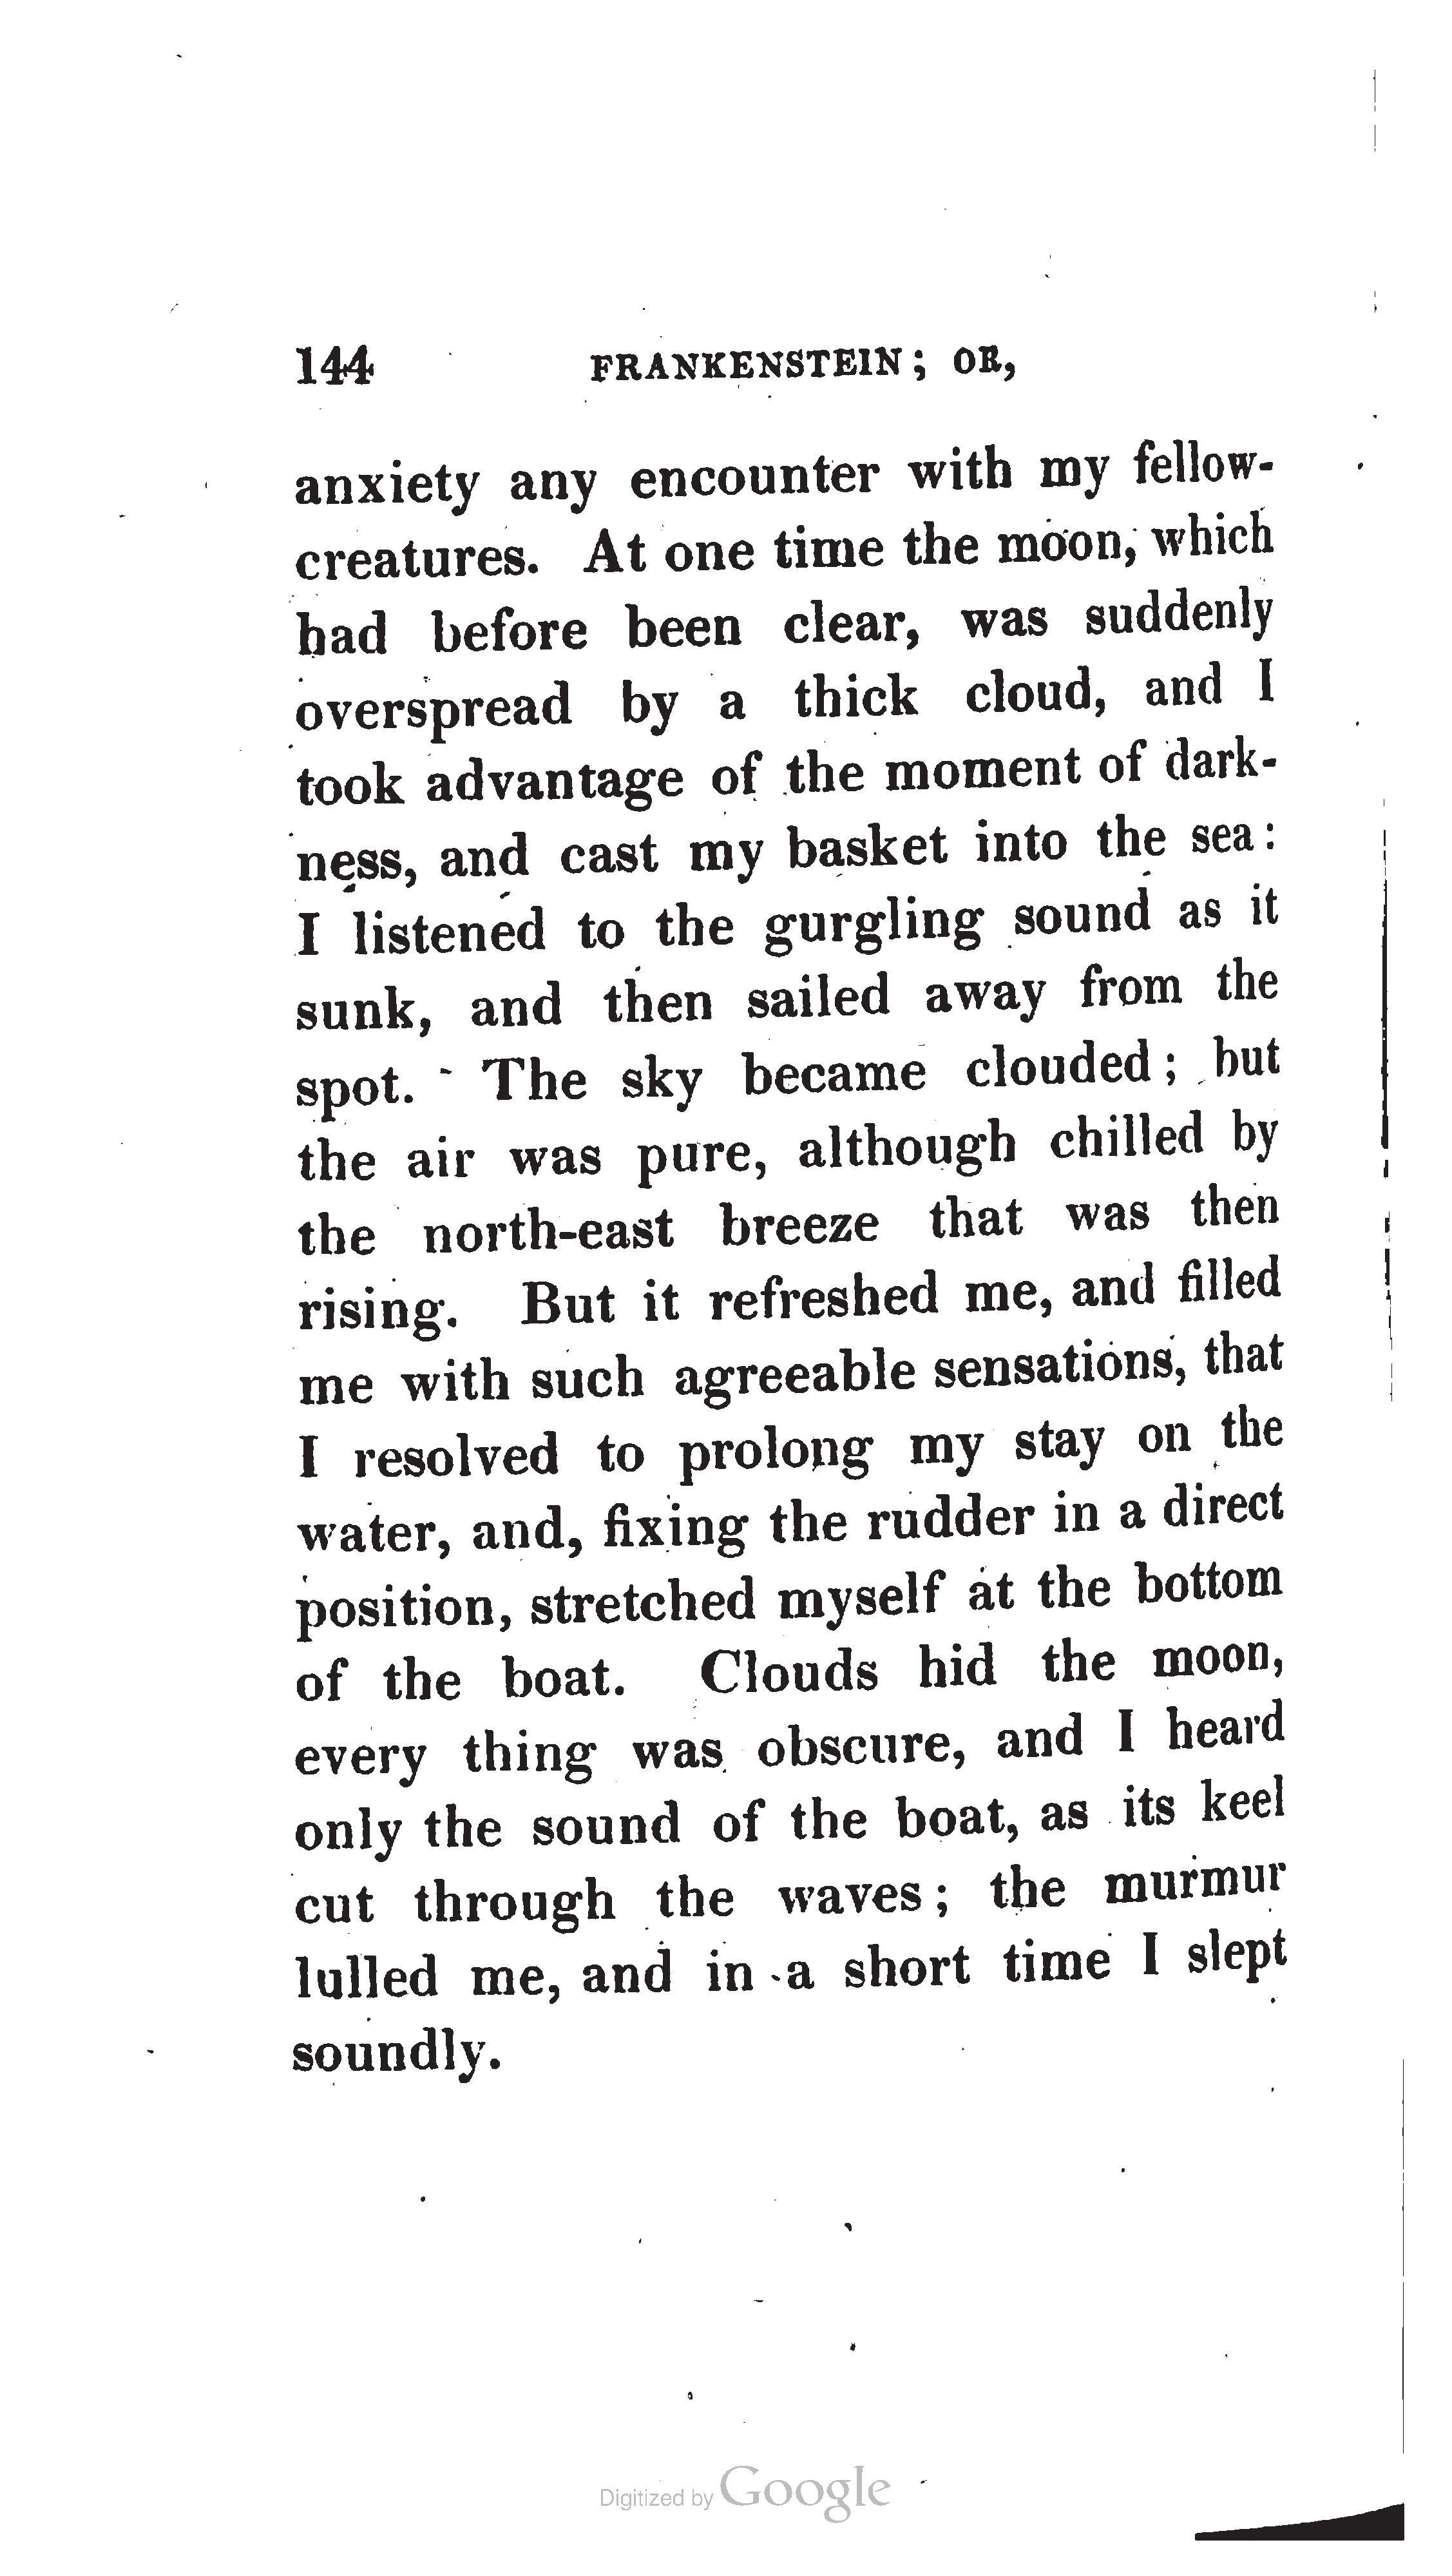 144 FRANKENSTEIN; OR,
anxiety any encounter with my fellow-
creatures. At one time the moon, which
had before been clear, was suddenly
overspread by a thick cloud, and I
took advantage of the moment of dark-
ness, and cast my basket into the sea:
I listened to the gurgling sound as it
sunk, and then sailed away from the
spot. The sky became clouded; but
the air was pure, although chilled by
the north-east breeze that was then
rising. But it refreshed me, and filled
me with such agreeable sensations, that
I resolved to prolong my stay on the
water, and, fixing the rudder in a direct
position, stretched myself at the bottom
of the boat. Clouds hid the moon,
every thing was obscure, and I heard
only the sound of the boat, as its keel
cut through the waves; the murmur
lulled me, and in a short time I slept
soundly.
Digitized by Google